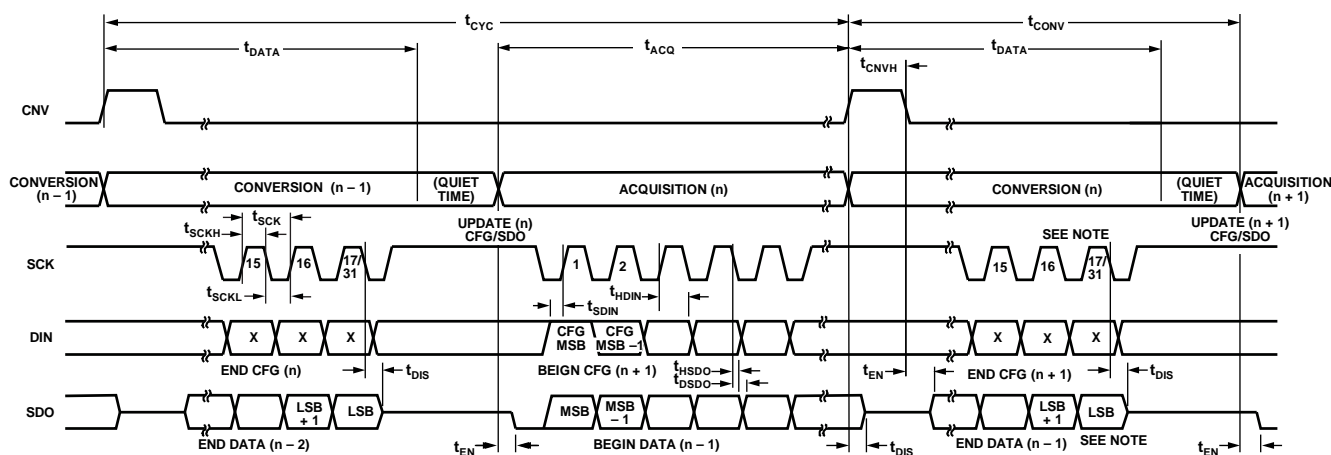 tCYC
tCONV
tDATA
tACQ
tDATA
tCNVH
CNV
CONVERSION (n – 1)
CONVERSION (n – 1)
(QUIET TIME)
ACQUISITION (n)
CONVERSION (n)
(QUIET TIME)
ACQUISITION (n + 1)
tSCK
tSCKH
UPDATE (n) CFG/SDO
SEE NOTE
UPDATE (n + 1) CFG/SDO
SCK
15
16
17/31
1
2
15
16
17/31
tSCKL
tHDIN
tSDIN
DIN
X
X
X
CFG MSB
CFG MSB –1
X
X
X
END CFG (n)
tDIS
BEIGN CFG (n + 1)
tHSDO
tDSDO
tEN
END CFG (n + 1)
tDIS
SDO
LSB + 1
LSB
MSB
MSB – 1
LSB + 1
LSB
END DATA (n – 2)
tEN
BEGIN DATA (n – 1)
tDIS
END DATA (n – 1)
SEE NOTE
tEN